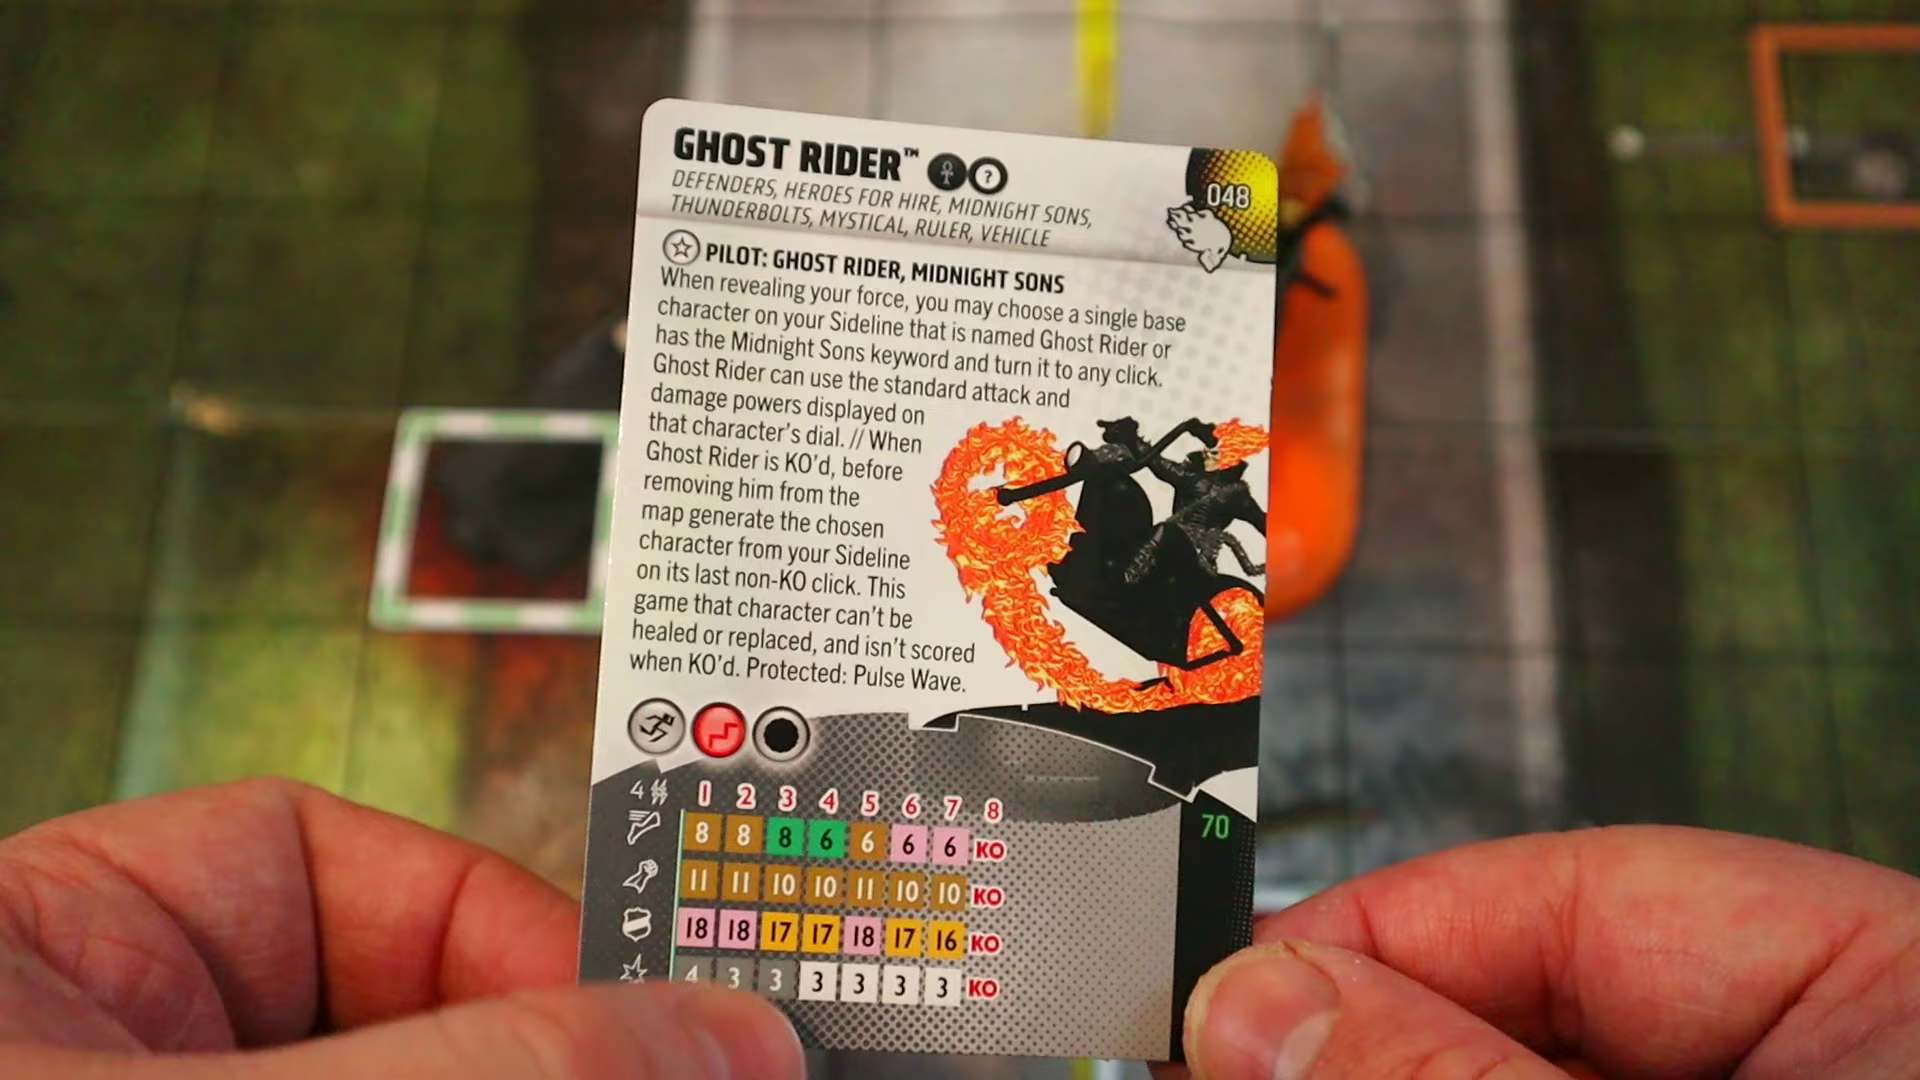 GHOST RIDER™ ?
048
DEFENDERS, HEROES FOR HIRE, MIDNIGHT SONS,
THUNDERBOLTS, MYSTICAL, RULER, VEHICLE
PILOT: GHOST RIDER, MIDNIGHT SONS
When revealing your force, you may choose a single base
character on your Sideline that is named Ghost Rider or
has the Midnight Sons keyword and turn it to any click.
Ghost Rider can use the standard attack and
damage powers displayed on
that character's dial. // When
Ghost Rider is KO'd, before
removing him from the
map generate the chosen
character from your Sideline
on its last non-KO click. This
game that character can't be
healed or replaced, and isn't scored
when KO'd. Protected: Pulse Wave.
4 1 2 3 4 5 6 7 8
70
8 8 8 6 6 6 6 KO
11 11 10 10 11 10 10 KO
18 18 17 17 18 17 16 KO
4 3 3 3 3 3 3 KO